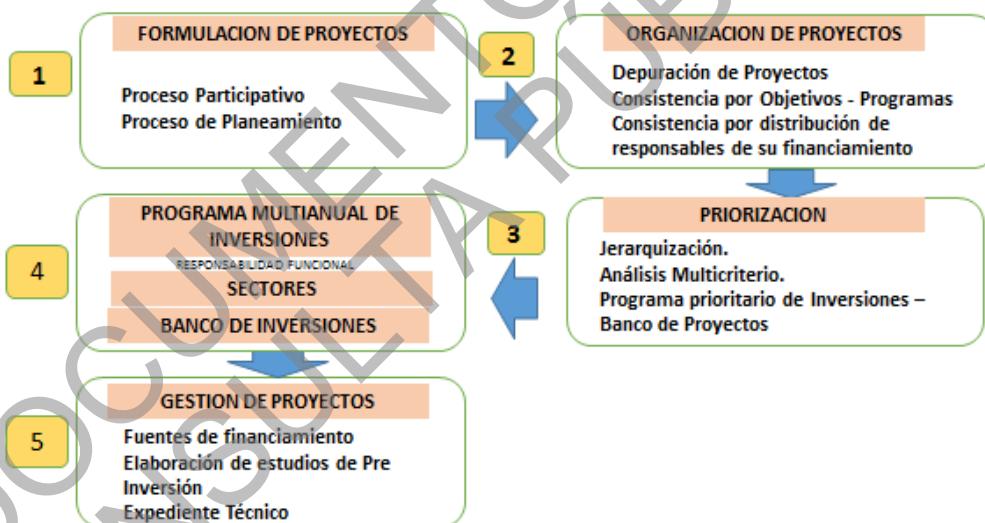 1
FORMULACION DE PROYECTOS
Proceso Participativo
Proceso de Planeamiento
2
ORGANIZACION DE PROYECTOS
Depuración de Proyectos
Consistencia por Objetivos - Programas
Consistencia por distribución de
responsables de su financiamiento
3
PRIORIZACION
Jerarquización.
Análisis Multicriterio.
Programa prioritario de Inversiones –
Banco de Proyectos
4
PROGRAMA MULTIANUAL DE
INVERSIONES
RESPONSABILIDAD FUNCIONAL
SECTORES
BANCO DE INVERSIONES
5
GESTION DE PROYECTOS
Fuentes de financiamiento
Elaboración de estudios de Pre
Inversión
Expediente Técnico
DOCUMENTO
CONSULTA PÚB